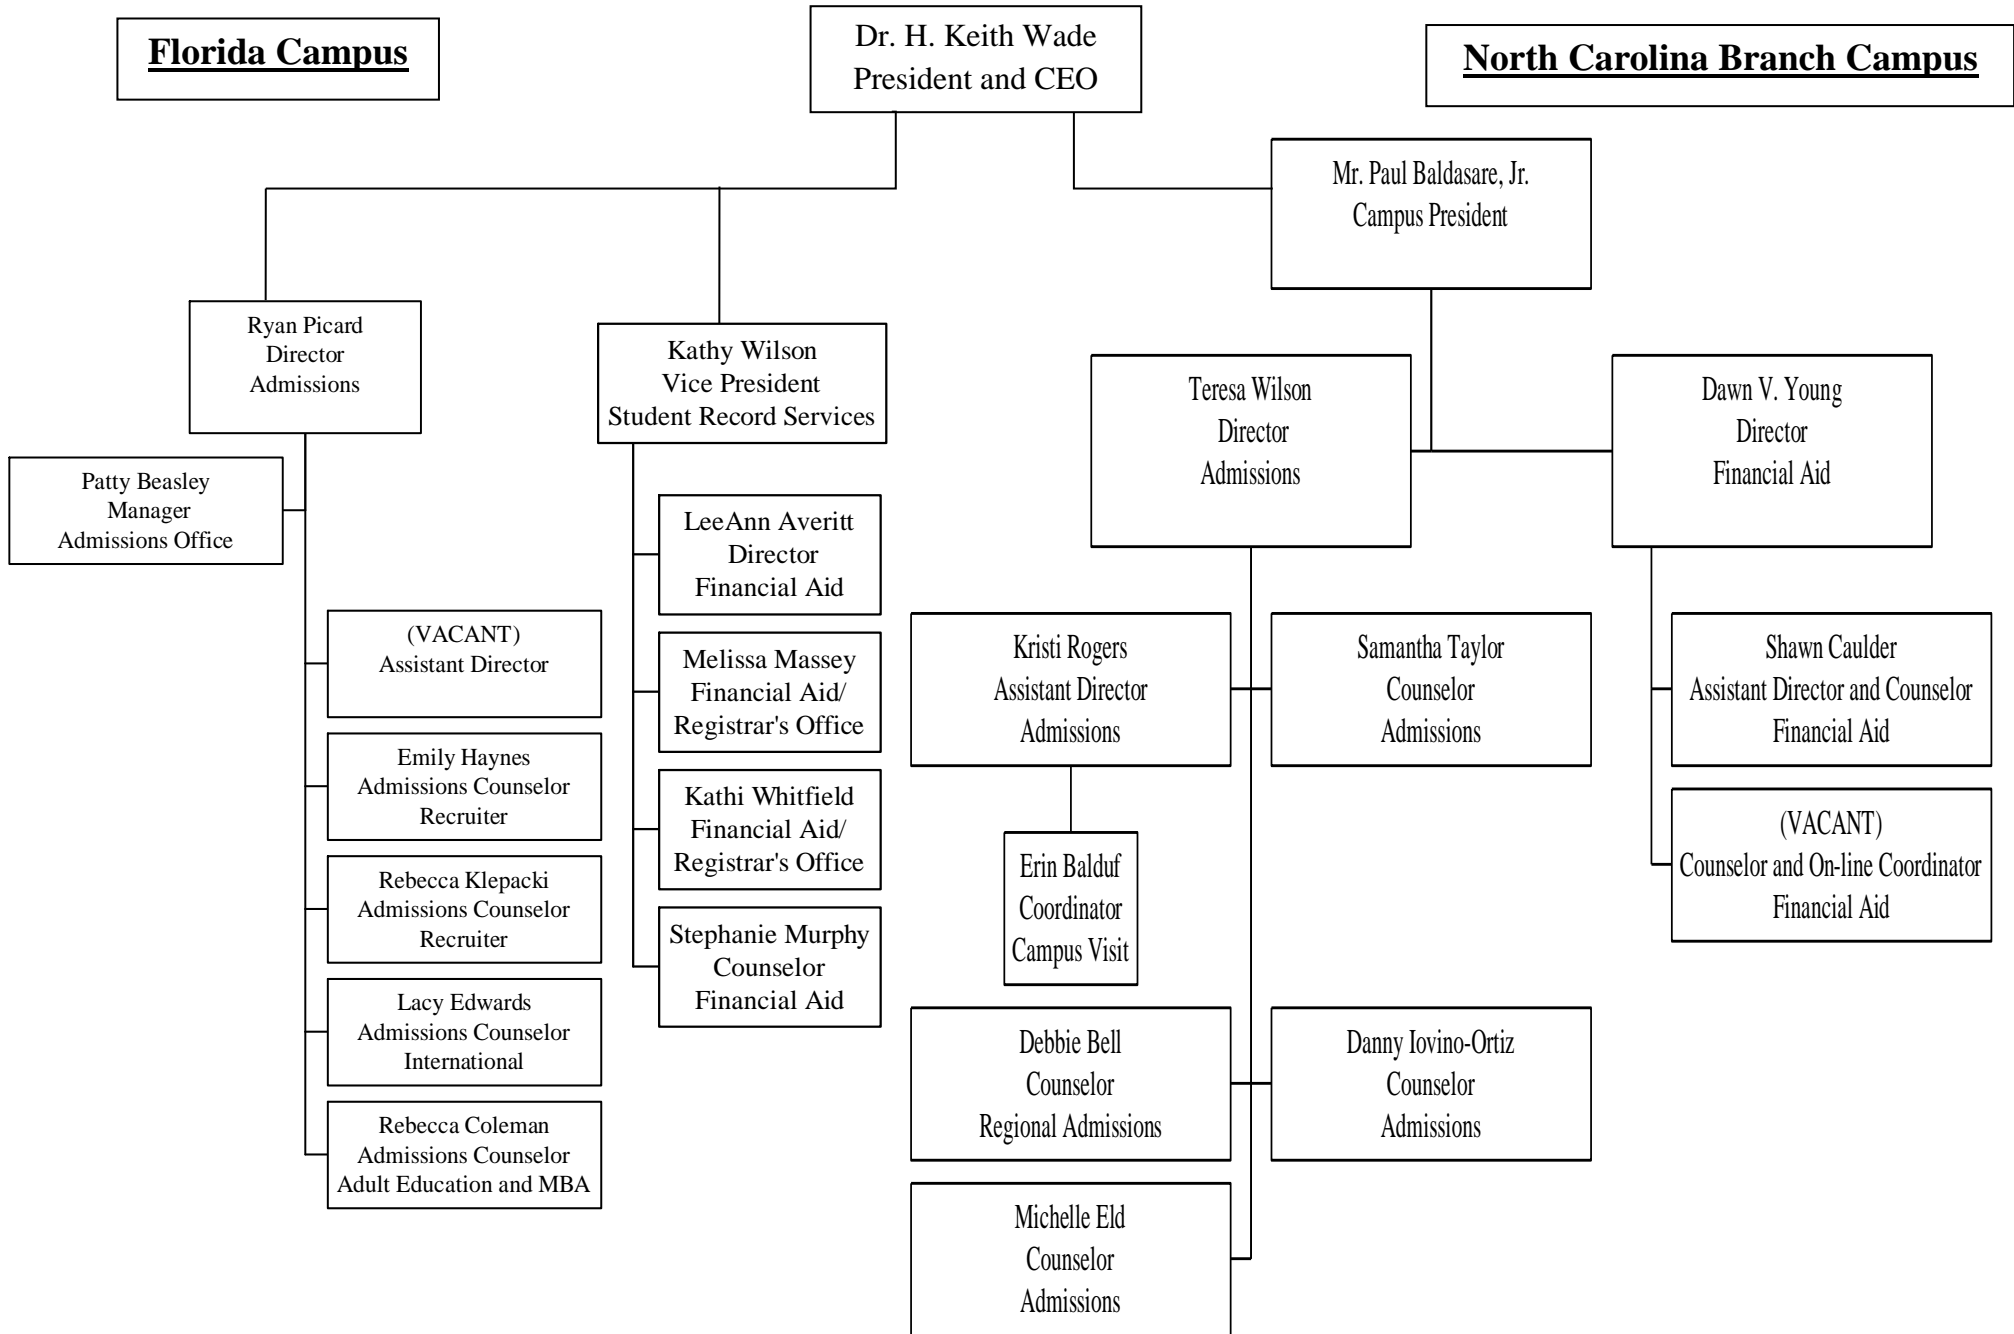 Florida Campus
Dr. H. Keith Wade
President and CEO
North Carolina Branch Campus
Mr. Paul Baldasare, Jr.
Campus President
Ryan Picard
Director
Admissions
Kathy Wilson
Vice President
Student Record Services
Teresa Wilson
Director
Admissions
Dawn V. Young
Director
Financial Aid
Patty Beasley
Manager
Admissions Office
(VACANT)
Assistant Director
Emily Haynes
Admissions Counselor
Recruiter
Rebecca Klepacki
Admissions Counselor
Recruiter
Lacy Edwards
Admissions Counselor
International
Rebecca Coleman
Admissions Counselor
Adult Education and MBA
LeeAnn Averitt
Director
Financial Aid
Melissa Massey
Financial Aid/
Registrar's Office
Kathi Whitfield
Financial Aid/
Registrar's Office
Stephanie Murphy
Counselor
Financial Aid
Kristi Rogers
Assistant Director
Admissions
Samantha Taylor
Counselor
Admissions
Erin Balduf
Coordinator
Campus Visit
Debbie Bell
Counselor
Regional Admissions
Danny Iovino-Ortiz
Counselor
Admissions
Michelle Eld
Counselor
Admissions
Shawn Caulder
Assistant Director and Counselor
Financial Aid
(VACANT)
Counselor and On-line Coordinator
Financial Aid